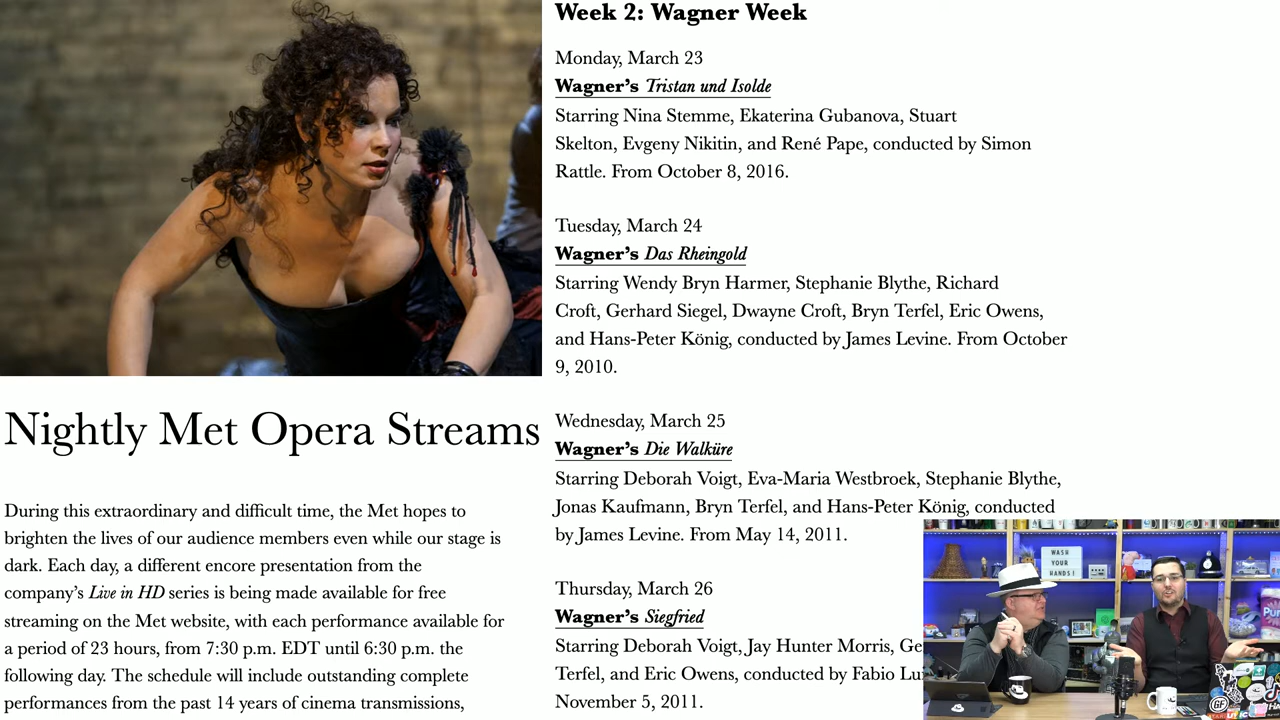 Week 2: Wagner Week
Monday, March 23
Wagner's Tristan und Isolde
Starring Nina Stemme, Ekaterina Gubanova, Stuart
Skelton, Evgeny Nikitin, and René Pape, conducted by Simon
Rattle. From October 8, 2016.
Tuesday, March 24
Wagner's Das Rheingold
Starring Wendy Bryn Harmer, Stephanie Blythe, Richard
Croft, Gerhard Siegel, Dwayne Croft, Bryn Terfel, Eric Owens,
and Hans-Peter König, conducted by James Levine. From October
9, 2010.
Wednesday, March 25
Wagner's Die Walküre
Starring Deborah Voigt, Eva-Maria Westbroek, Stephanie Blythe,
Jonas Kaufmann, Bryn Terfel, and Hans-Peter König, conducted
by James Levine. From May 14, 2011.
Thursday, March 26
Wagner's Siegfried
Starring Deborah Voigt, Jay Hunter Morris, Ge
Terfel, and Eric Owens, conducted by Fabio Lu
November 5, 2011.
Nightly Met Opera Streams
During this extraordinary and difficult time, the Met hopes to
brighten the lives of our audience members even while our stage is
dark. Each day, a different encore presentation from the
company's Live in HD series is being made available for free
streaming on the Met website, with each performance available for
a period of 23 hours, from 7:30 p.m. EDT until 6:30 p.m. the
following day. The schedule will include outstanding complete
performances from the past 14 years of cinema transmissions,
WASH
YOUR
HANDS!
GF